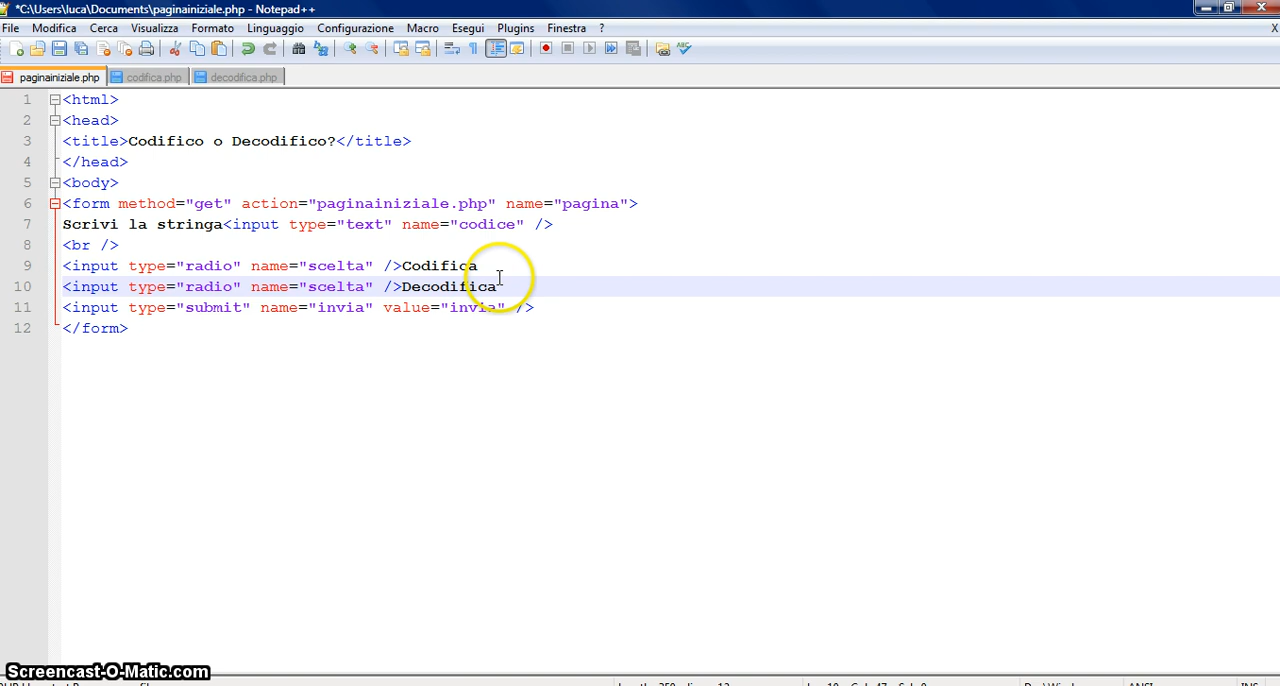 *C:\Users\luca\Documents\paginainiziale.php - Notepad++
File Modifica Cerca Visualizza Formato Linguaggio Configurazione Macro Esegui Plugins Finestra ? X
paginainiziale.php codifica.php decodifica.php
1 <html>
2 <head>
3 <title>Codifico o Decodifico?</title>
4 </head>
5 <body>
6 <form method="get" action="paginainiziale.php" name="pagina">
7 Scrivi la stringa<input type="text" name="codice" />
8 <br />
9 <input type="radio" name="scelta" />Codifica
10 <input type="radio" name="scelta" />Decodifica
11 <input type="submit" name="invia" value="invia" />
12 </form>
Screencast-O-Matic.com